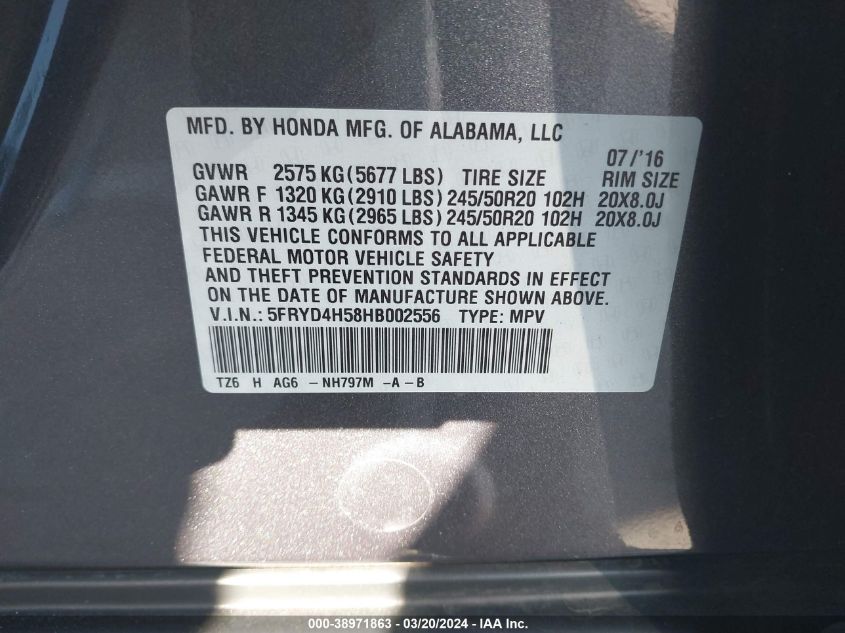 MFD. BY HONDA MFG. OF ALABAMA, LLC
07/'16
GVWR 2575 KG (5677 LBS) TIRE SIZE RIM SIZE
GAWR F 1320 KG (2910 LBS) 245/50R20 102H 20X8.0J
GAWR R 1345 KG (2965 LBS) 245/50R20 102H 20X8.0J
THIS VEHICLE CONFORMS TO ALL APPLICABLE
FEDERAL MOTOR VEHICLE SAFETY
AND THEFT PREVENTION STANDARDS IN EFFECT
ON THE DATE OF MANUFACTURE SHOWN ABOVE.
V.I.N.: 5FRYD4H58HB002556 TYPE: MPV
TZ6 H AG6 -NH797M -A-B
000-38971863 - 03/20/2024 - IAA Inc.